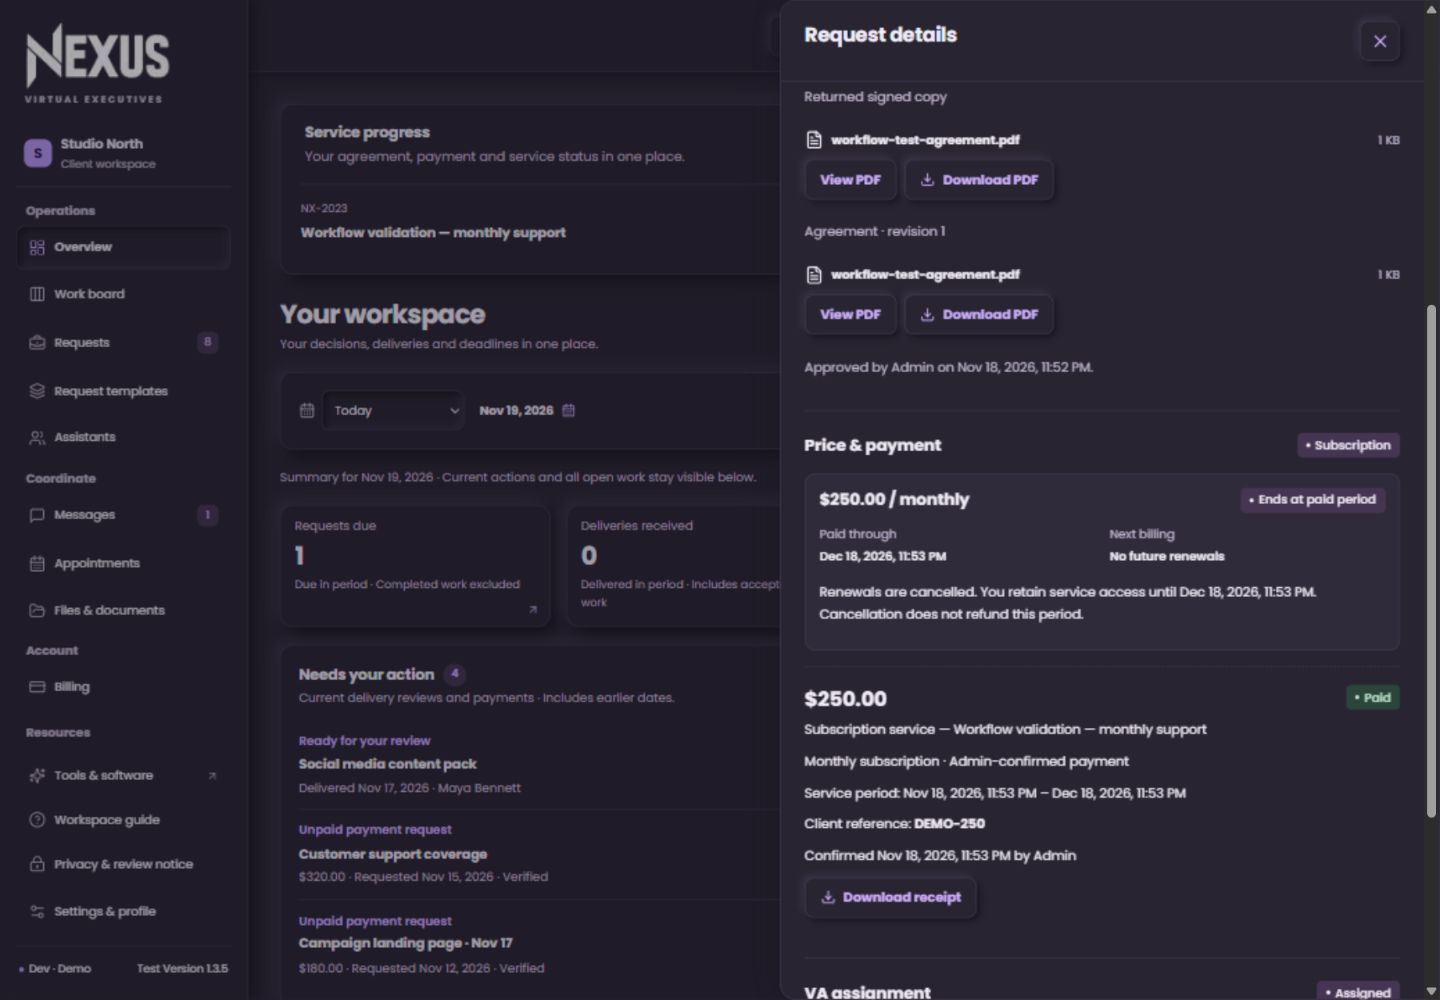 NEXUS
VIRTUAL EXECUTIVES
S
Studio North
Client workspace
Operations
Overview
Work board
Requests
8
Request templates
Assistants
Coordinate
Messages
1
Appointments
Files & documents
Account
Billing
Resources
Tools & software
Workspace guide
Privacy & review notice
Settings & profile
• Dev · Demo
Test Version 1.3.5
Service progress
Your agreement, payment and service status in one place.
NX-2023
Workflow validation — monthly support
Your workspace
Your decisions, deliveries and deadlines in one place.
Today
Nov 19, 2026
Summary for Nov 19, 2026 · Current actions and all open work stay visible below.
Requests due
1
Due in period · Completed work excluded
Deliveries received
0
Delivered in period · Includes accept
work
Needs your action
4
Current delivery reviews and payments · Includes earlier dates.
Ready for your review
Social media content pack
Delivered Nov 17, 2026 · Maya Bennett
Unpaid payment request
Customer support coverage
$320.00 · Requested Nov 15, 2026 · Verified
Unpaid payment request
Campaign landing page · Nov 17
$180.00 · Requested Nov 12, 2026 · Verified
Request details
Returned signed copy
workflow-test-agreement.pdf
1 KB
View PDF
Download PDF
Agreement · revision 1
workflow-test-agreement.pdf
1 KB
View PDF
Download PDF
Approved by Admin on Nov 18, 2026, 11:52 PM.
Price & payment
• Subscription
$250.00 / monthly
• Ends at paid period
Paid through
Next billing
Dec 18, 2026, 11:53 PM
No future renewals
Renewals are cancelled. You retain service access until Dec 18, 2026, 11:53 PM.
Cancellation does not refund this period.
$250.00
• Paid
Subscription service — Workflow validation — monthly support
Monthly subscription · Admin-confirmed payment
Service period: Nov 18, 2026, 11:53 PM – Dec 18, 2026, 11:53 PM
Client reference: DEMO-250
Confirmed Nov 18, 2026, 11:53 PM by Admin
Download receipt
VA assignment
• Assigned